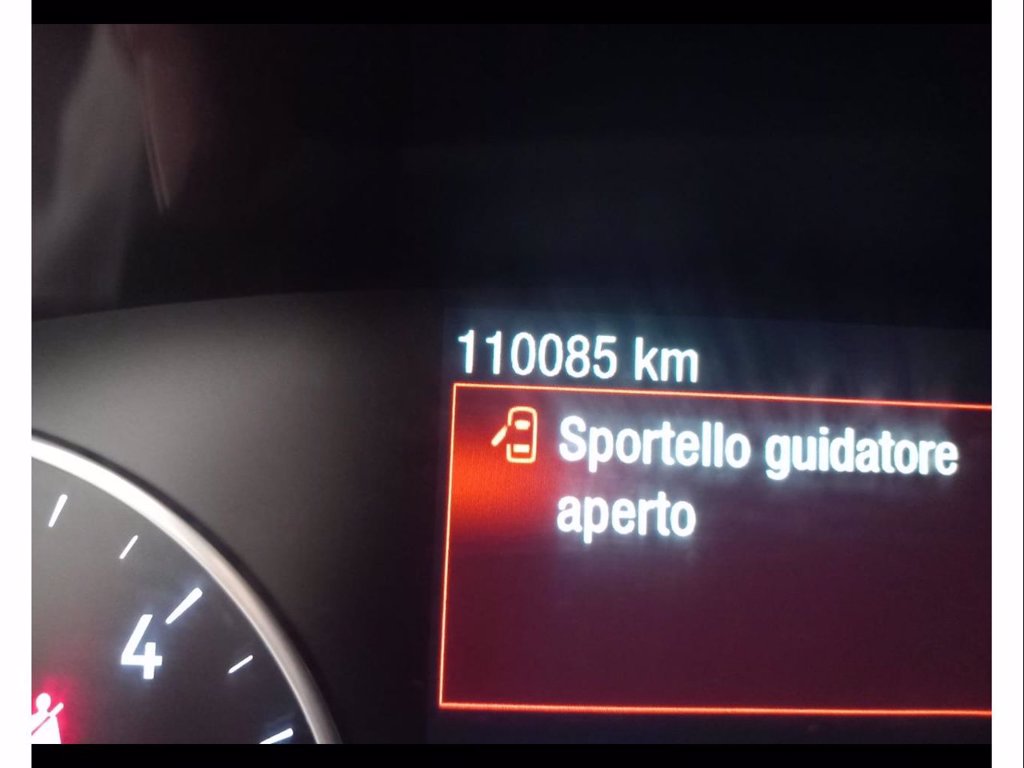 110085 km
Sportello guidatore
aperto
4